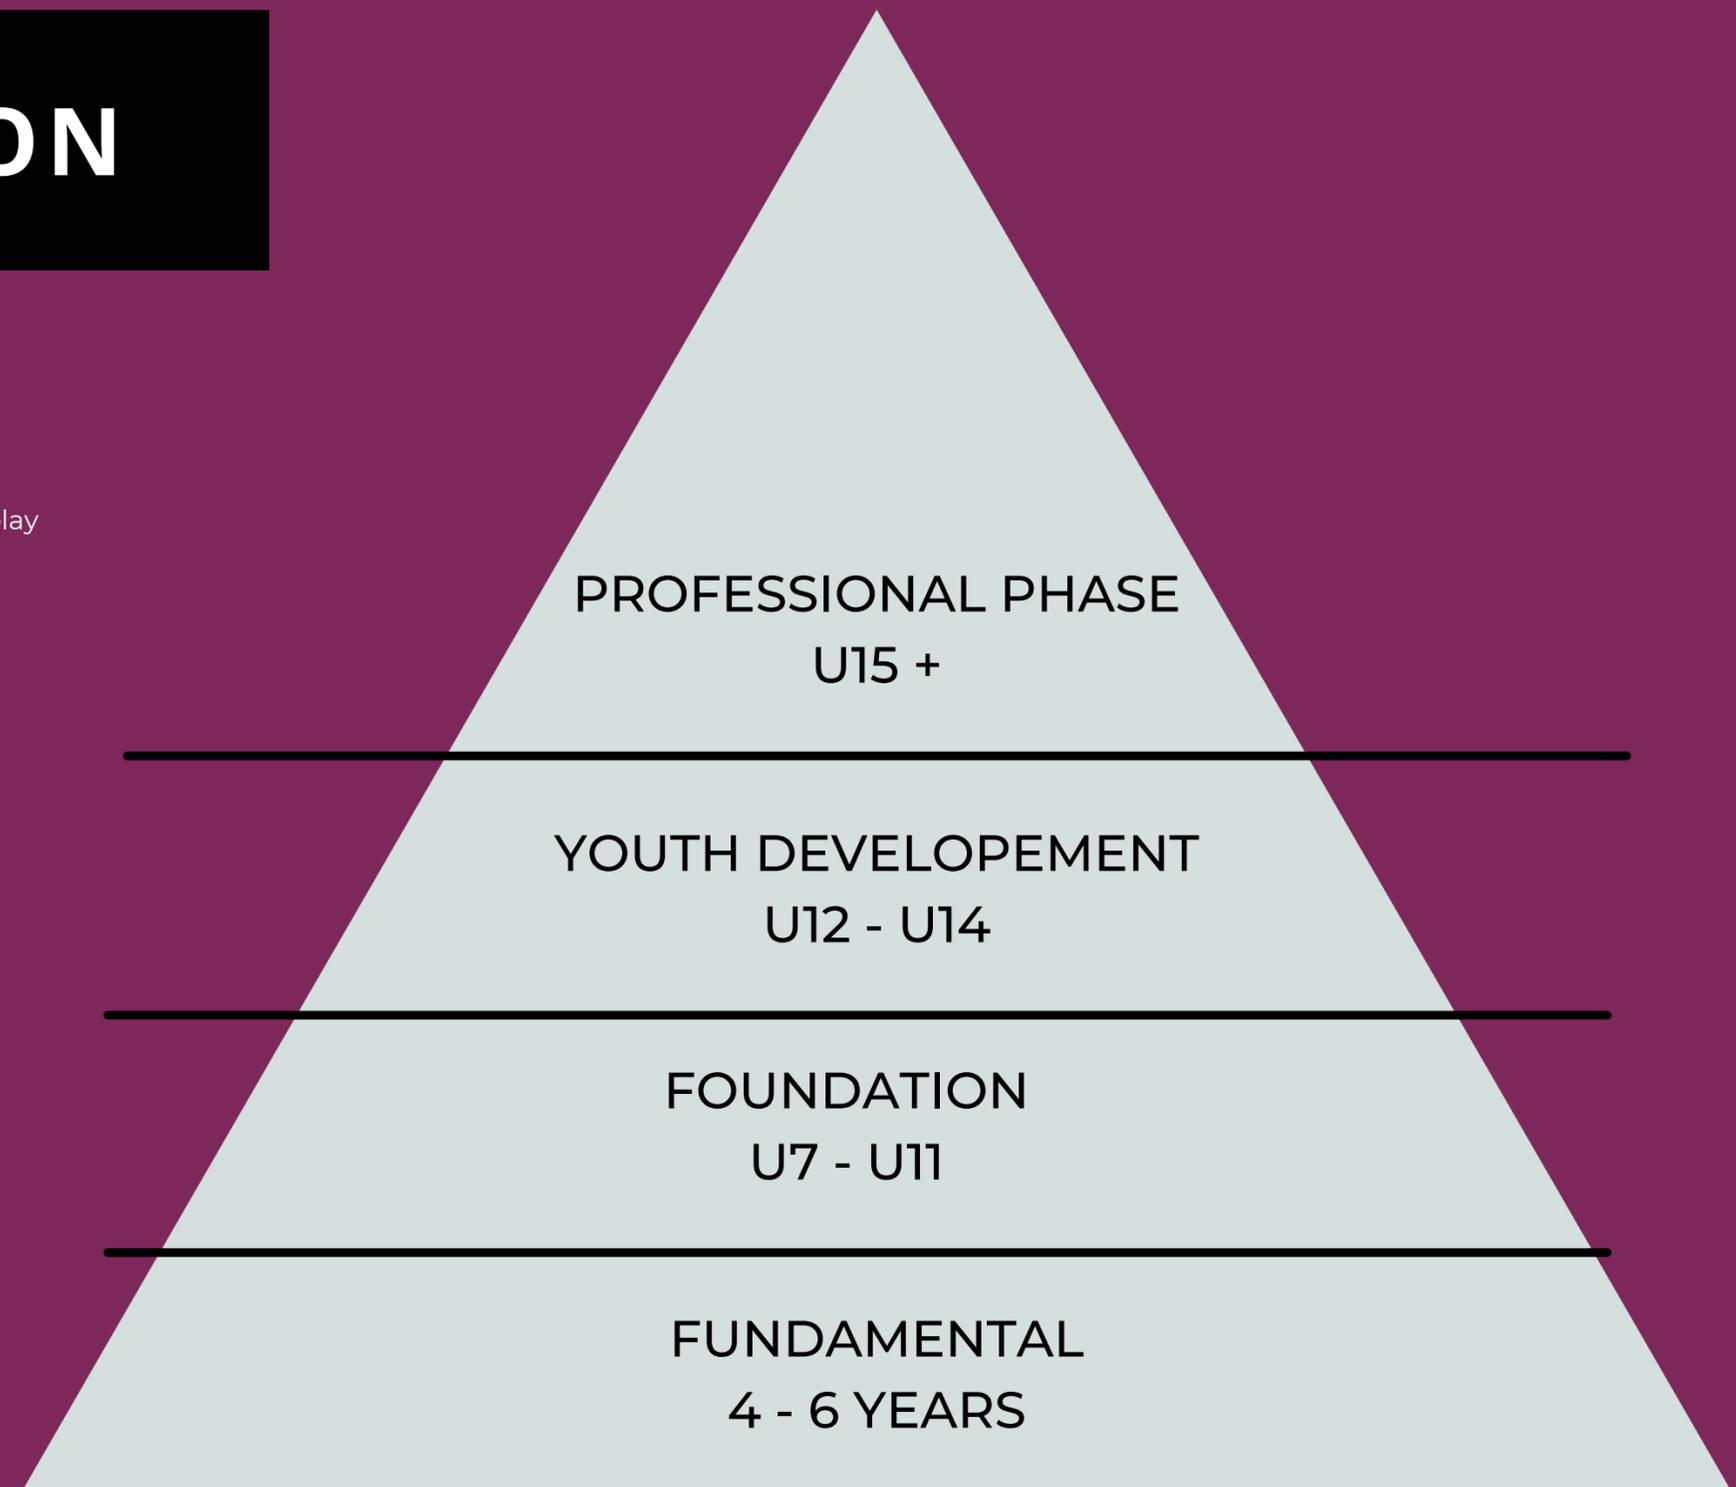 ON
lay
PROFESSIONAL PHASE
U15 +
YOUTH DEVELOPEMENT
U12 - U14
FOUNDATION
U7 - U11
FUNDAMENTAL
4 - 6 YEARS